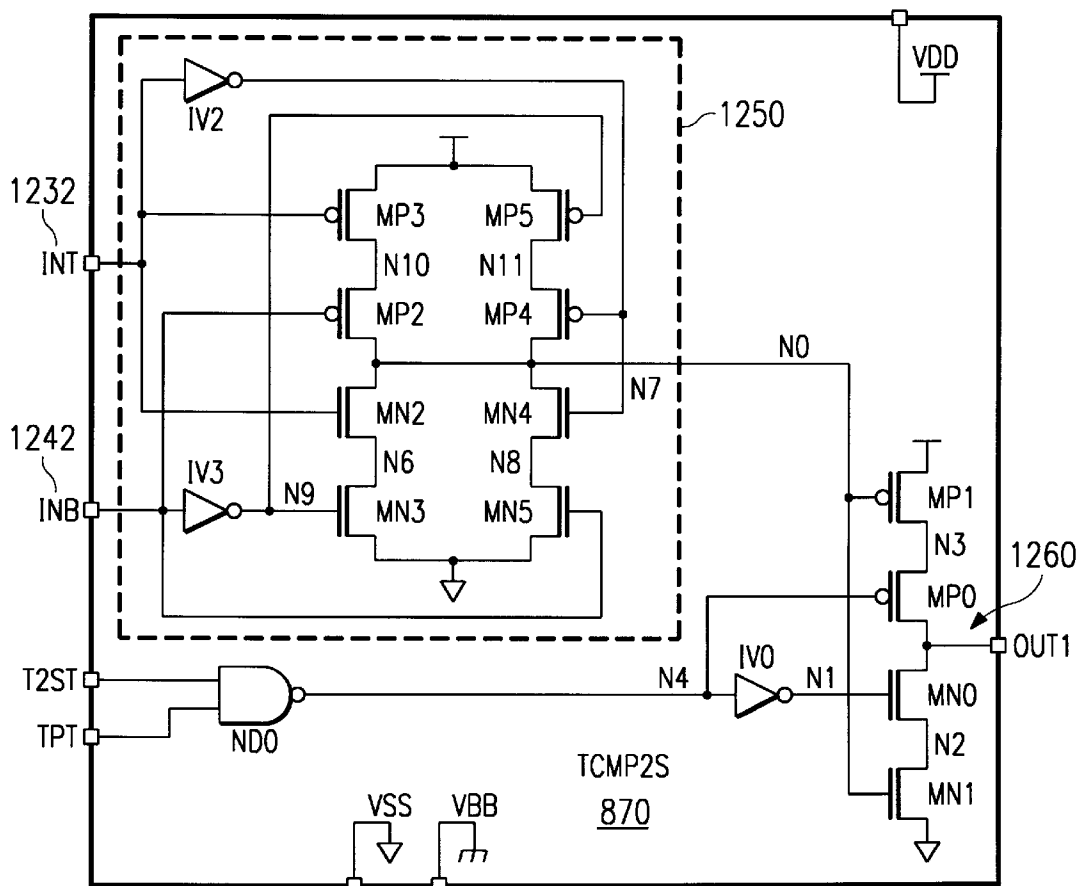 VDD
IV2
1250
1232
MP3 MP5
INT
N10 N11
MP2 MP4
N0
N7
MN2 MN4
1242
IV3
N6 N8
INB
N9
MN3 MN5
MP1
N3
1260
MP0
T2ST
IV0
OUT1
N4
N1
MN0
TPT
ND0
N2
TCMP2S
MN1
VSS VBB
870